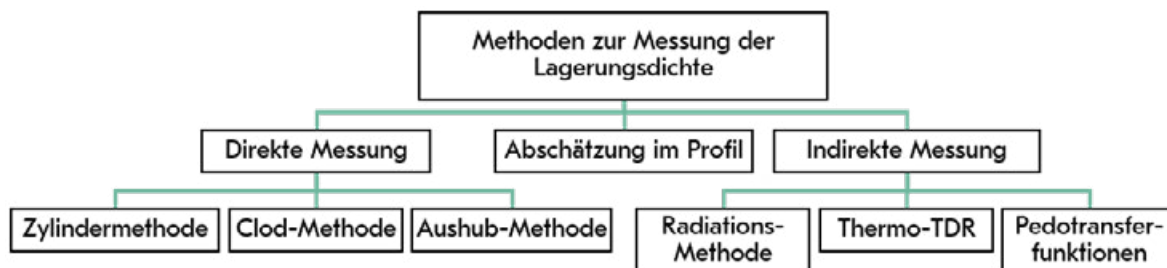 Methoden zur Messung der
Lagerungsdichte
Direkte Messung
Abschätzung im Profil
Indirekte Messung
Zylindermethode
Clod-Methode
Aushub-Methode
Radiations-
Methode
Thermo-TDR
Pedotransfer-
funktionen